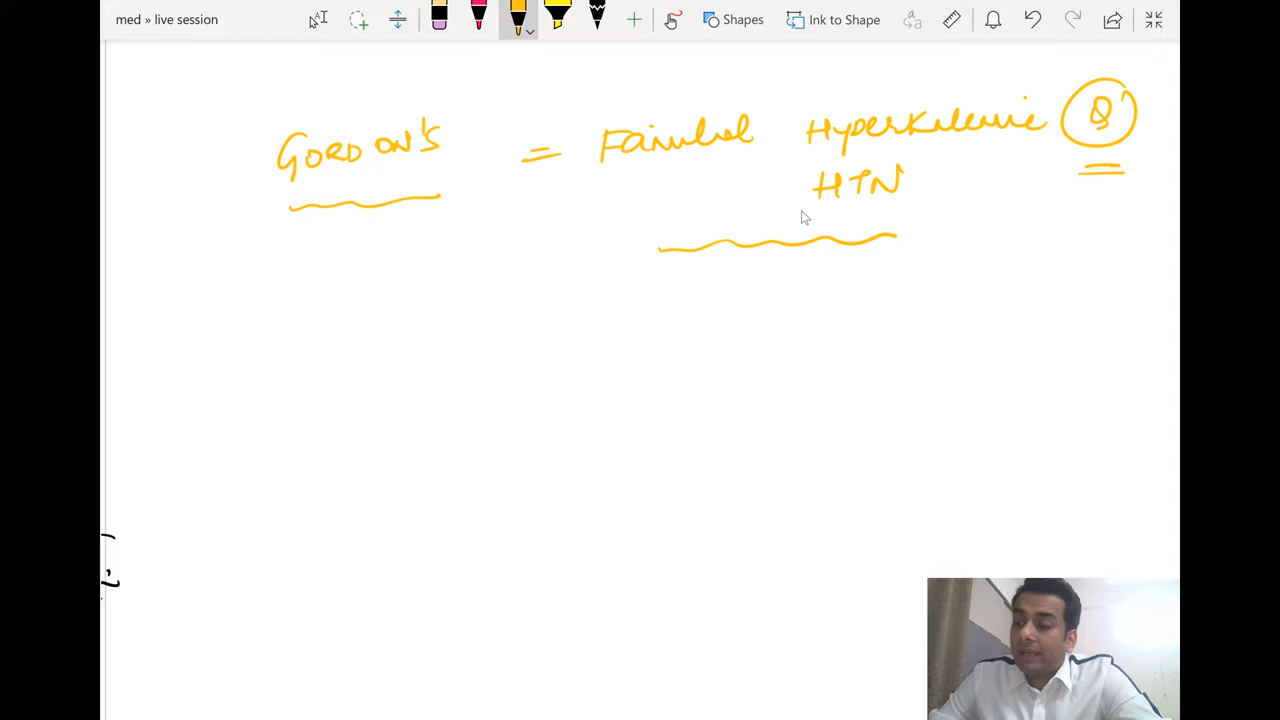 med » live session
Shapes
Ink to Shape
GORDON'S = Familial Hyperkalemic Q
HTN